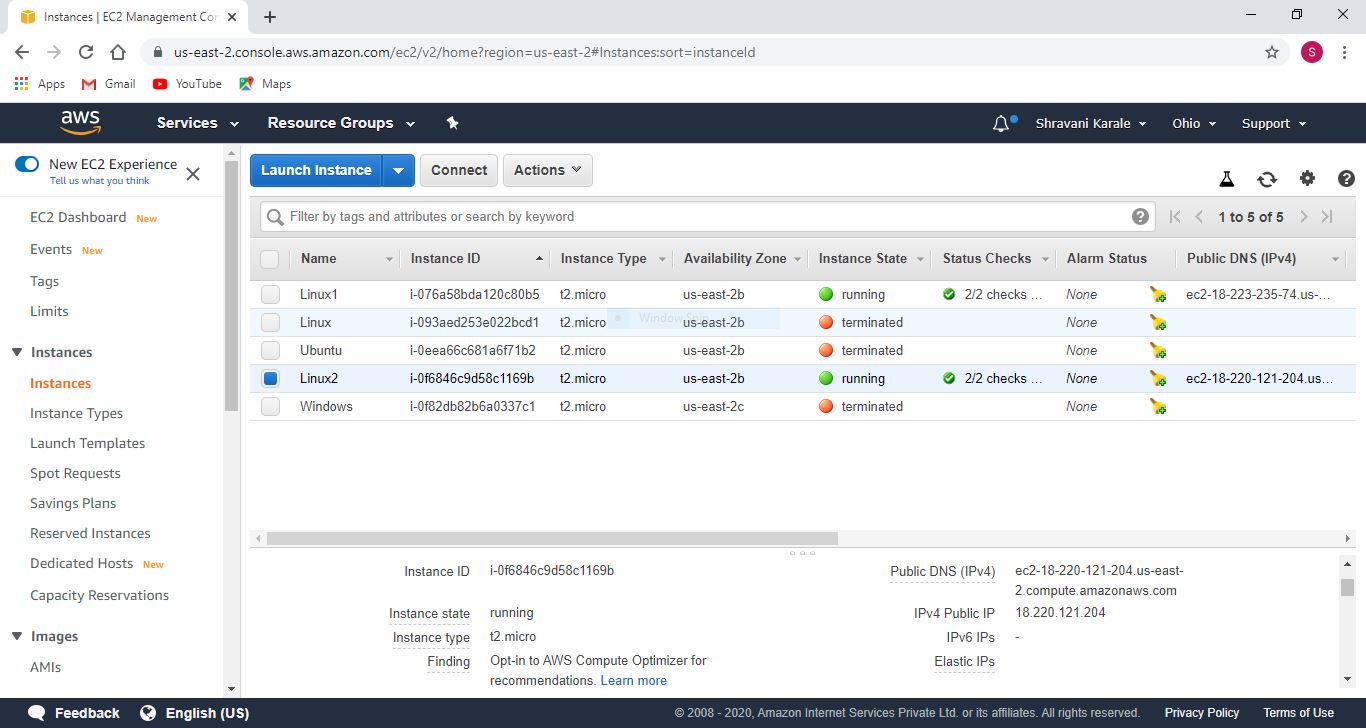 Instances | EC2 Management Con
us-east-2.console.aws.amazon.com/ec2/v2/home?region=us-east-2#Instances:sort=instanceId
S
Apps Gmail YouTube Maps
aws Services Resource Groups Shravani Karale Ohio Support
New EC2 Experience
Tell us what you think
EC2 Dashboard New
Events New
Tags
Limits
Instances
Instances
Instance Types
Launch Templates
Spot Requests
Savings Plans
Reserved Instances
Dedicated Hosts New
Capacity Reservations
Images
AMIs
Launch Instance Connect Actions
Filter by tags and attributes or search by keyword
1 to 5 of 5
Name Instance ID Instance Type Availability Zone Instance State Status Checks Alarm Status Public DNS (IPv4)
Linux1 i-076a58bda120c80b5 t2.micro us-east-2b running 2/2 checks ... None ec2-18-223-235-74.us-...
Linux i-093aed253e022bcd1 t2.micro us-east-2b terminated None
Window Snip
Ubuntu i-0eea66c681a6f71b2 t2.micro us-east-2b terminated None
Linux2 i-0f6846c9d58c1169b t2.micro us-east-2b running 2/2 checks ... None ec2-18-220-121-204.us...
Windows i-0f82db82b6a0337c1 t2.micro us-east-2c terminated None
Instance ID i-0f6846c9d58c1169b
Instance state running
Instance type t2.micro
Finding Opt-in to AWS Compute Optimizer for
recommendations. Learn more
Public DNS (IPv4) ec2-18-220-121-204.us-east-
2.compute.amazonaws.com
IPv4 Public IP 18.220.121.204
IPv6 IPs -
Elastic IPs
Feedback English (US) © 2008 - 2020, Amazon Internet Services Private Ltd. or its affiliates. All rights reserved. Privacy Policy Terms of Use